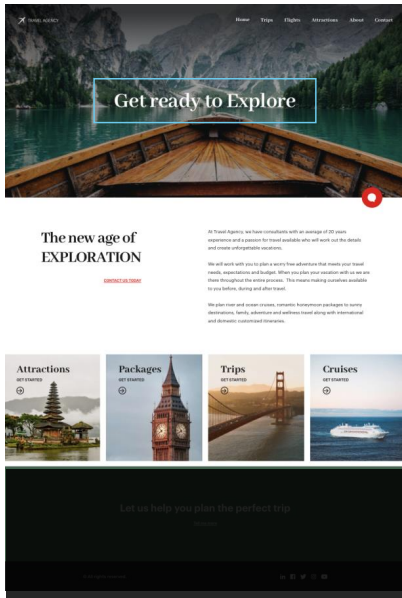 TRAVEL AGENCY
Home Trips Flights Attractions About Contact
Get ready to Explore
The new age of
EXPLORATION
CONTACT US TODAY
At Travel Agency, we have consultants with an average of 20 years
experience and a passion for travel available who will work out the details
and create unforgettable vacations.
We will work with you to plan a worry free adventure that meets your travel
needs, expectations and budget. When you plan your vacation with us we are
there throughout the entire process. This means making ourselves available
to you before, during and after travel.
We plan river and ocean cruises, romantic honeymoon packages to sunny
destinations, family, adventure and wellness travel along with international
and domestic customized itineraries.
Attractions
GET STARTED
Packages
GET STARTED
Trips
GET STARTED
Cruises
GET STARTED
Let us help you plan the perfect trip